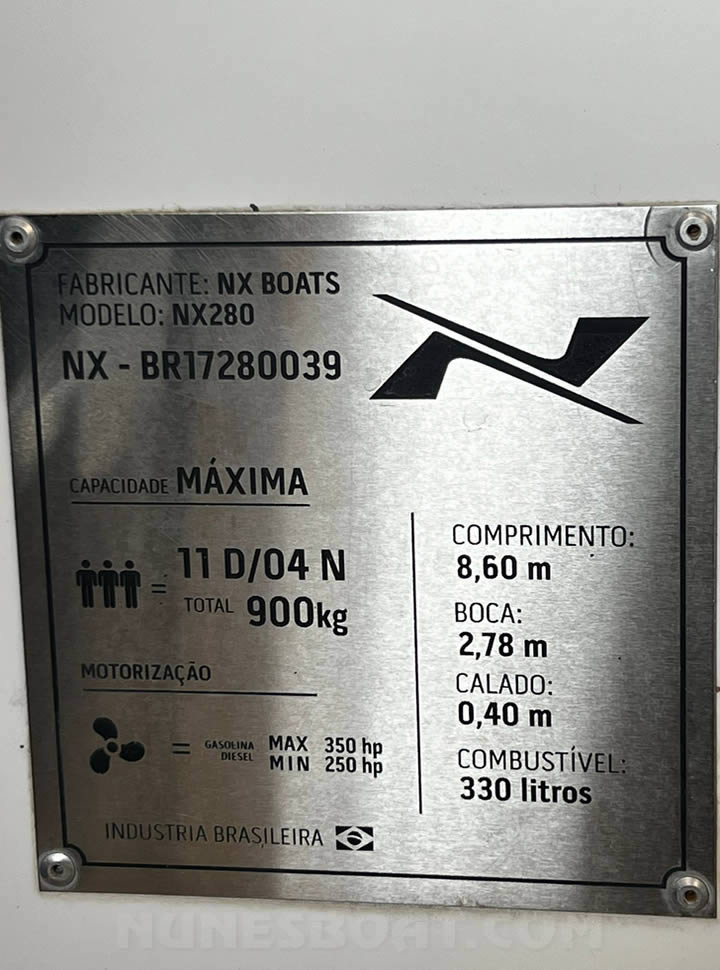 FABRICANTE: NX BOATS
MODELO: NX280
NX - BR17280039
CAPACIDADE MÁXIMA
= 11 D/04 N
TOTAL 900kg
MOTORIZAÇÃO
= GASOLINA DIESEL
MAX 350 hp
MIN 250 hp
COMPRIMENTO:
8,60 m
BOCA:
2,78 m
CALADO:
0,40 m
COMBUSTÍVEL:
330 litros
INDUSTRIA BRASILEIRA
NUNESBOAT.COM